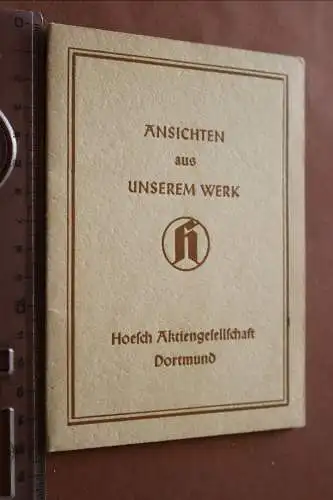 ANSICHTEN
aus
UNSEREM WERK
h
Hoeſch Aktiengeſellſchaft
Dortmund